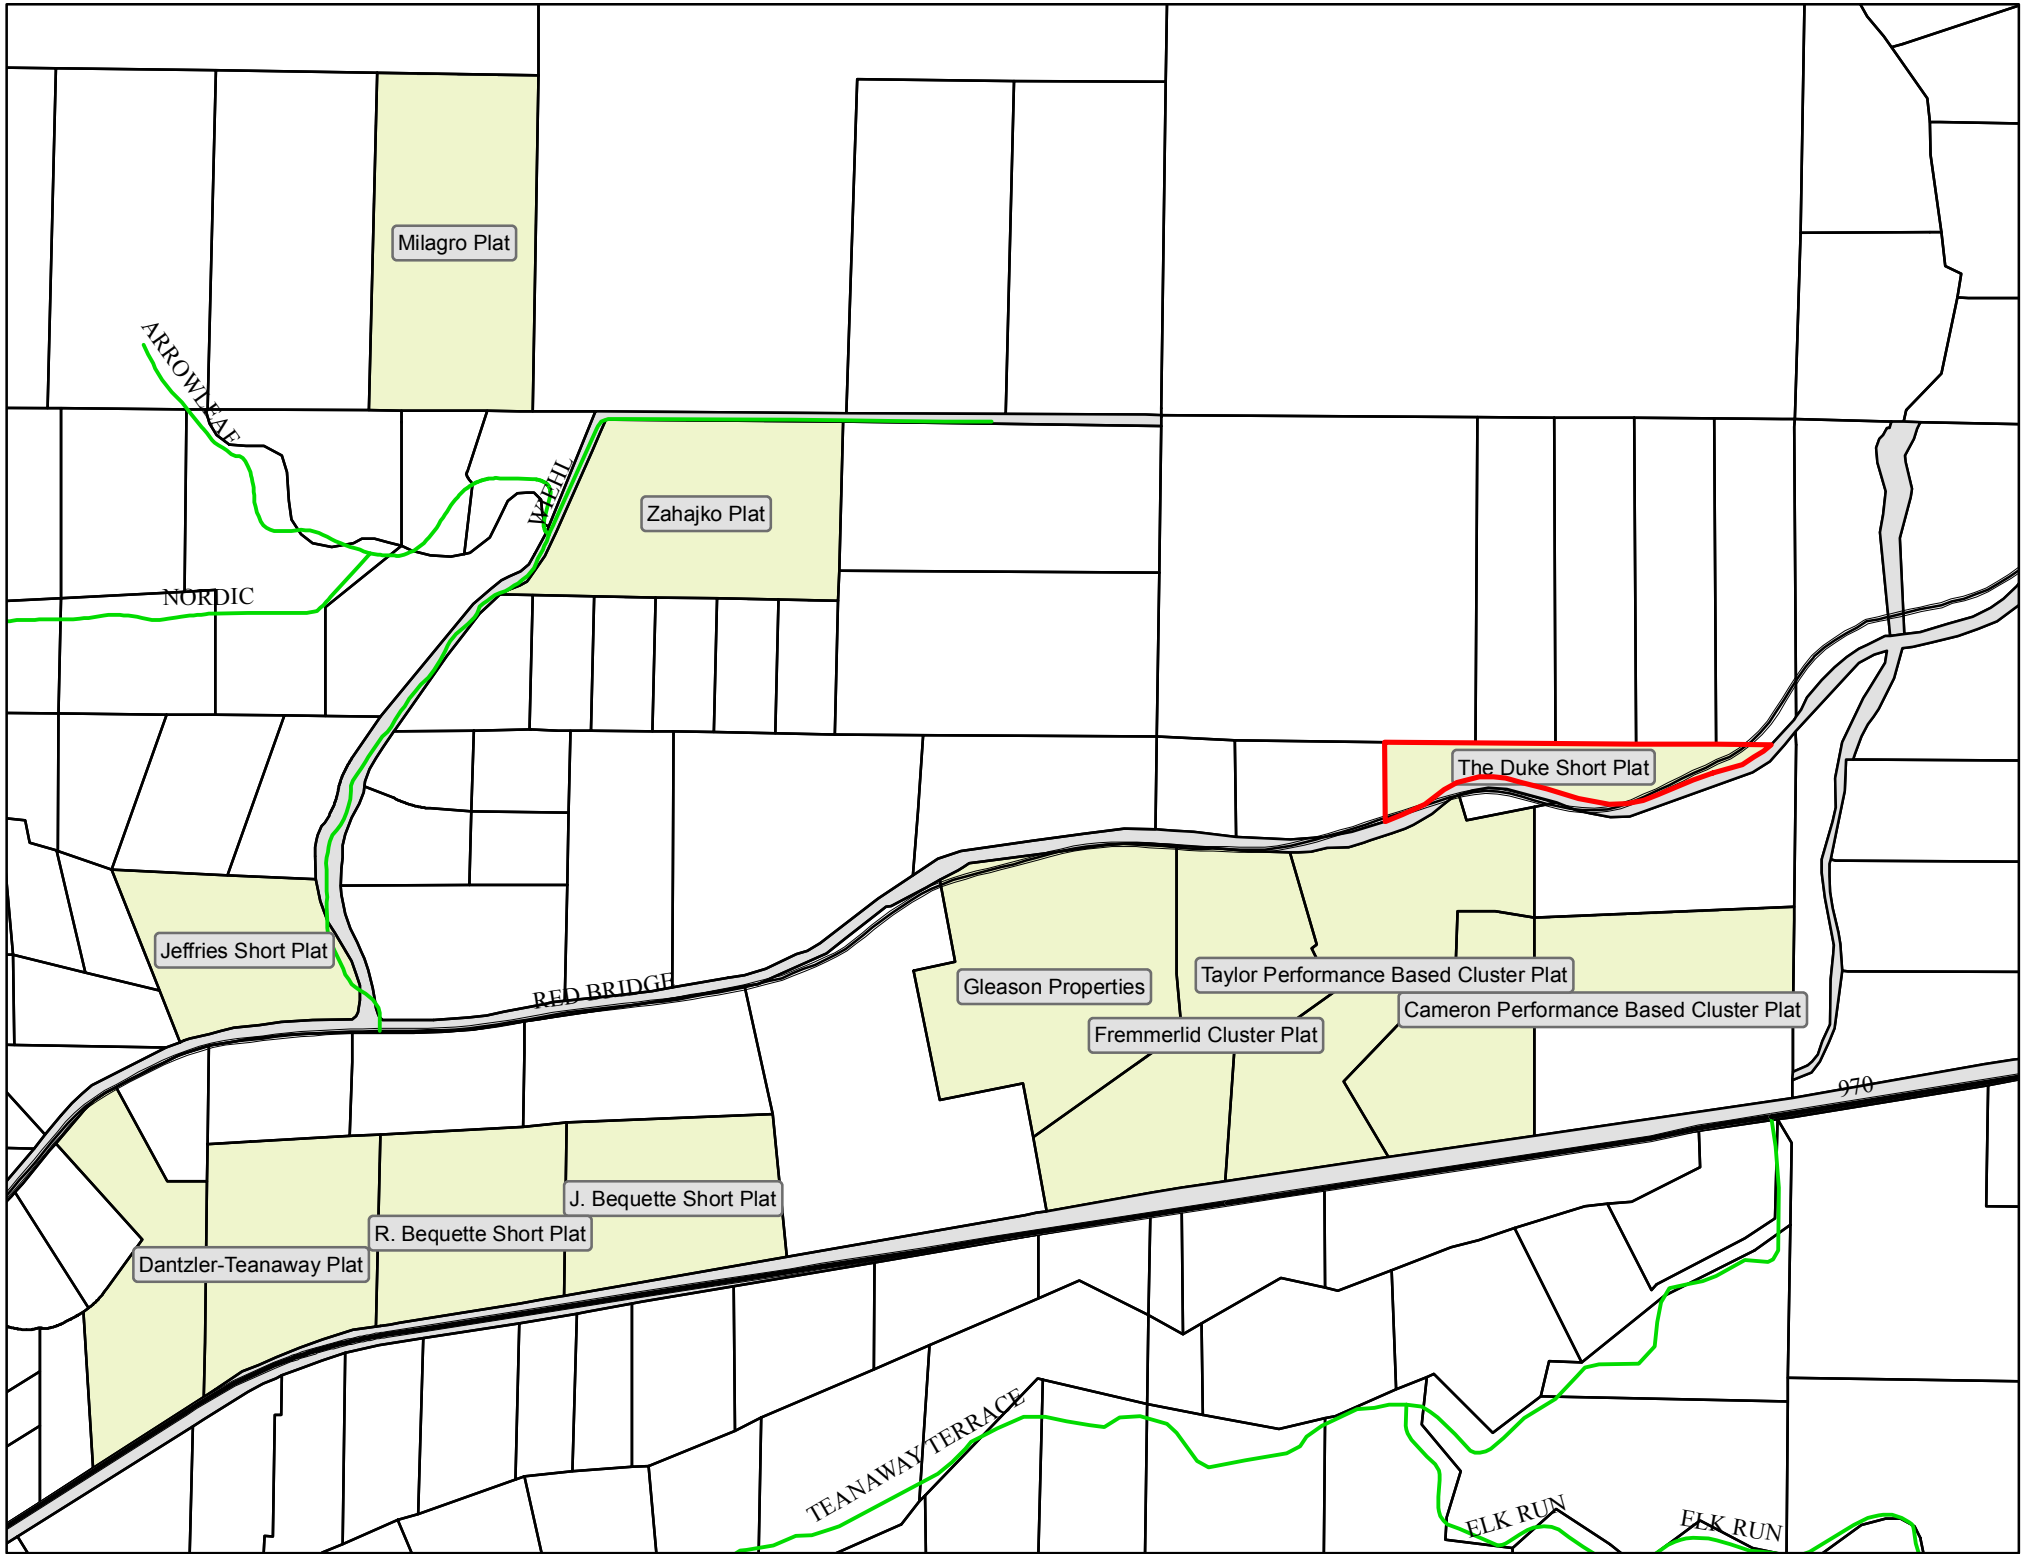 Milagro Plat
ARROWLEAF
WIEHL
Zahajko Plat
NORDIC
The Duke Short Plat
Jeffries Short Plat
RED BRIDGE
Gleason Properties
Taylor Performance Based Cluster Plat
Cameron Performance Based Cluster Plat
Fremmerlid Cluster Plat
970
J. Bequette Short Plat
R. Bequette Short Plat
Dantzler-Teanaway Plat
TEANAWAY TERRACE
ELK RUN
ELK RUN